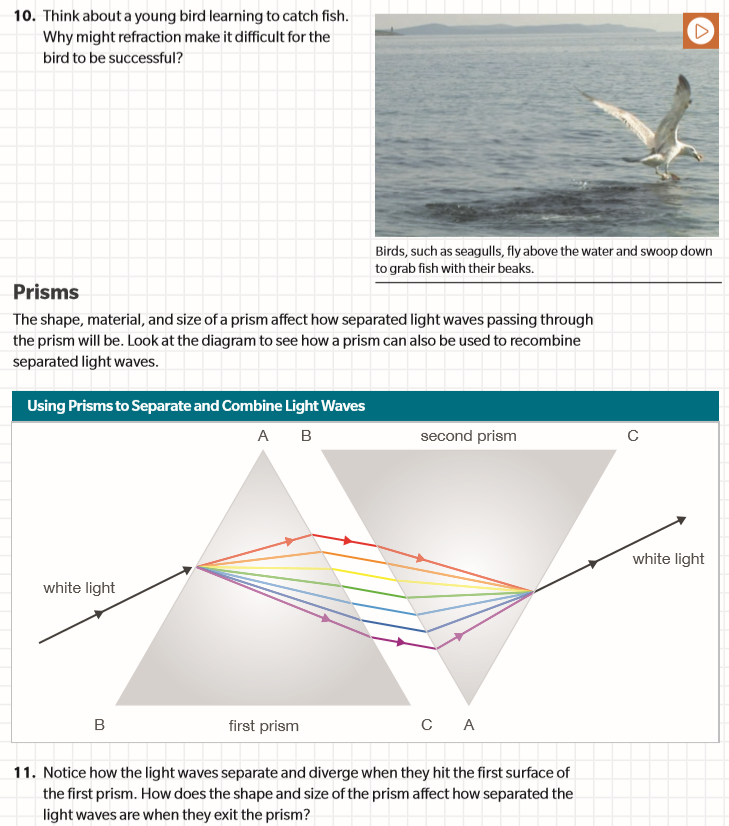 10. Think about a young bird learning to catch fish.
Why might refraction make it difficult for the
bird to be successful?
Birds, such as seagulls, fly above the water and swoop down
to grab fish with their beaks.
Prisms
The shape, material, and size of a prism affect how separated light waves passing through
the prism will be. Look at the diagram to see how a prism can also be used to recombine
separated light waves.
Using Prisms to Separate and Combine Light Waves
A B second prism C
white light
white light
B first prism C A
11. Notice how the light waves separate and diverge when they hit the first surface of
the first prism. How does the shape and size of the prism affect how separated the
light waves are when they exit the prism?